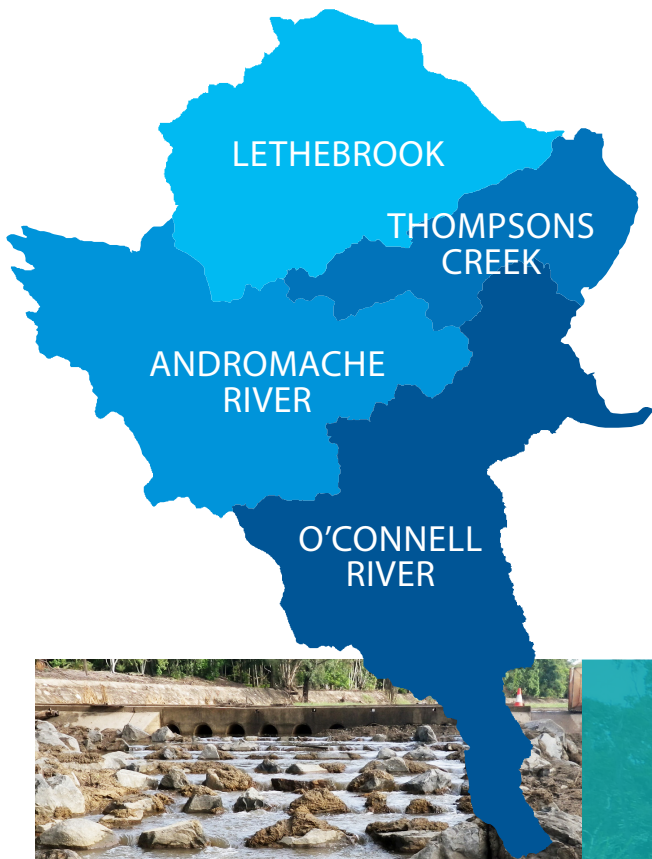 LETHEBROOK
THOMPSONS
CREEK
ANDROMACHE
RIVER
O’CONNELL
RIVER